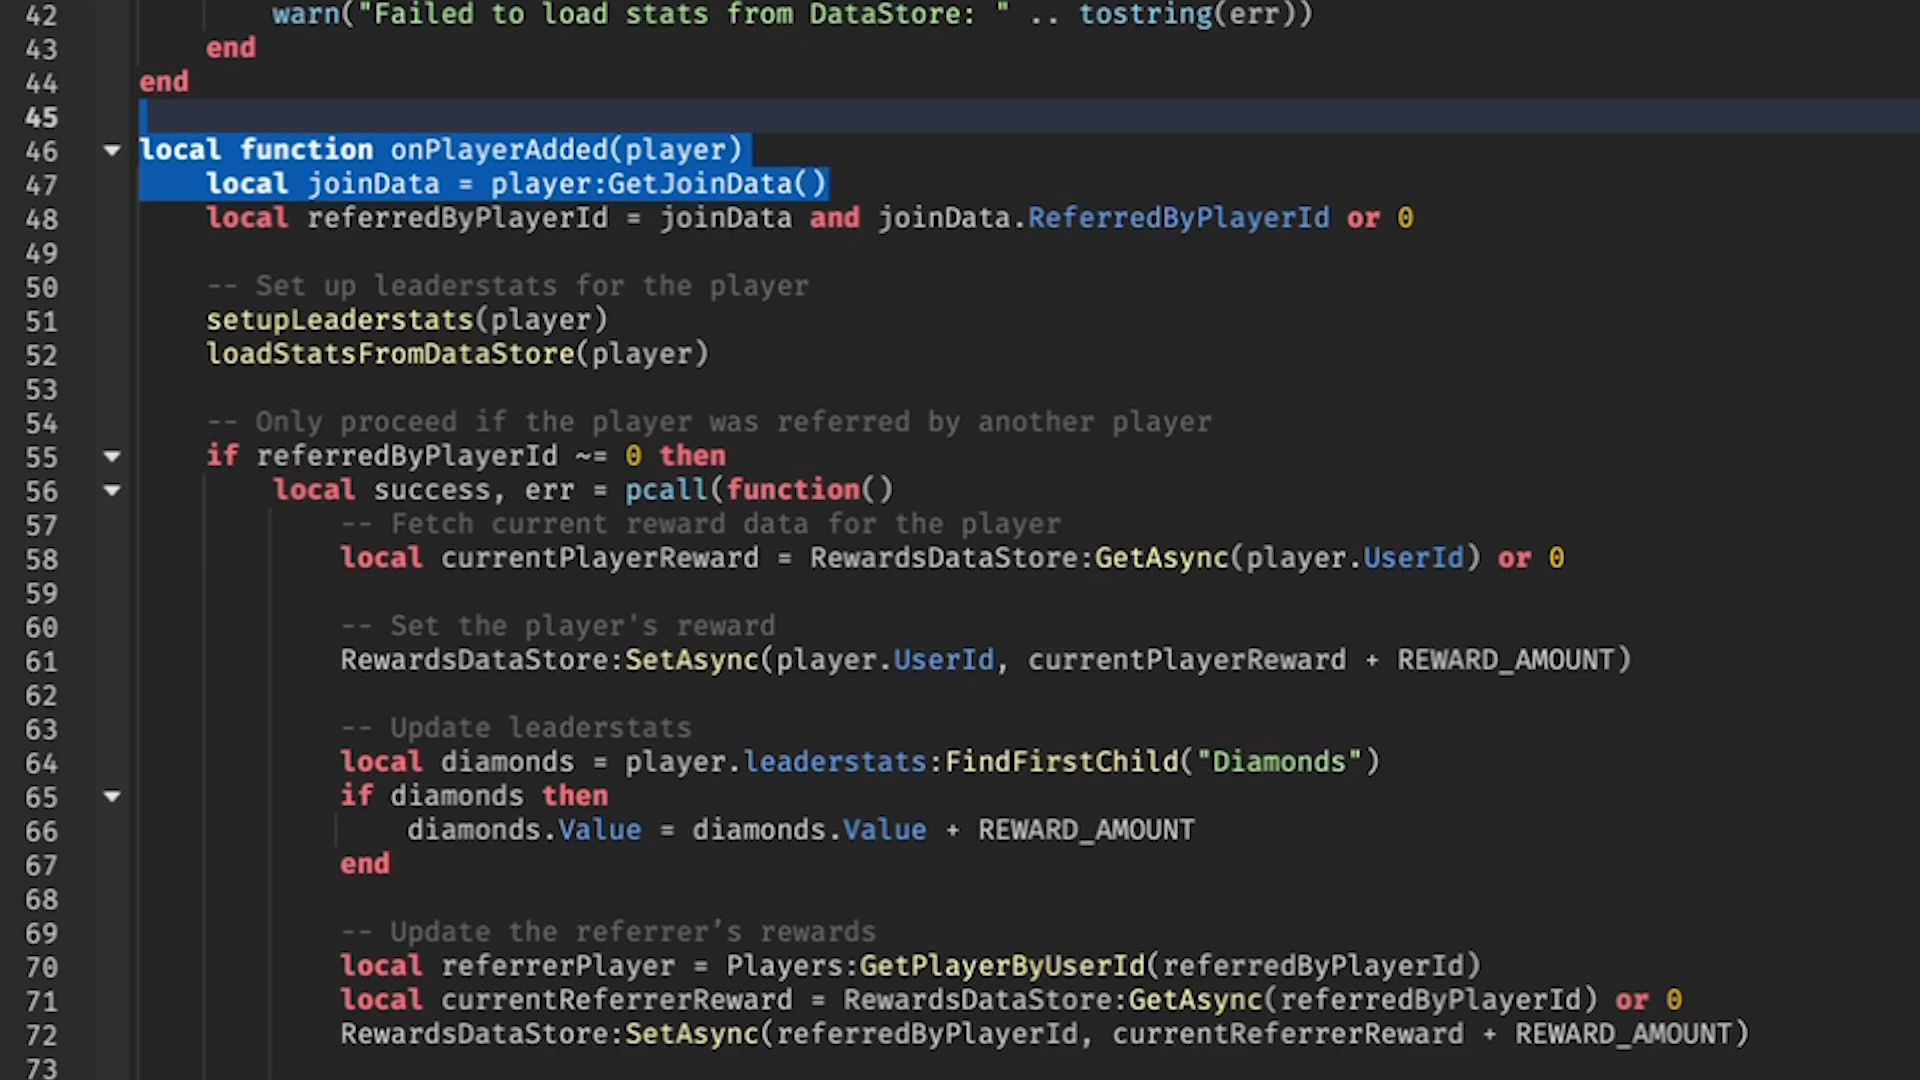 42 warn("Failed to load stats from DataStore: " .. tostring(err))
43 end
44 end
45
46 local function onPlayerAdded(player)
47 local joinData = player:GetJoinData()
48 local referredByPlayerId = joinData and joinData.ReferredByPlayerId or 0
49
50 -- Set up leaderstats for the player
51 setupLeaderstats(player)
52 loadStatsFromDataStore(player)
53
54 -- Only proceed if the player was referred by another player
55 if referredByPlayerId ~= 0 then
56 local success, err = pcall(function()
57 -- Fetch current reward data for the player
58 local currentPlayerReward = RewardsDataStore:GetAsync(player.UserId) or 0
59
60 -- Set the player's reward
61 RewardsDataStore:SetAsync(player.UserId, currentPlayerReward + REWARD_AMOUNT)
62
63 -- Update leaderstats
64 local diamonds = player.leaderstats:FindFirstChild("Diamonds")
65 if diamonds then
66 diamonds.Value = diamonds.Value + REWARD_AMOUNT
67 end
68
69 -- Update the referrer’s rewards
70 local referrerPlayer = Players:GetPlayerByUserId(referredByPlayerId)
71 local currentReferrerReward = RewardsDataStore:GetAsync(referredByPlayerId) or 0
72 RewardsDataStore:SetAsync(referredByPlayerId, currentReferrerReward + REWARD_AMOUNT)
73